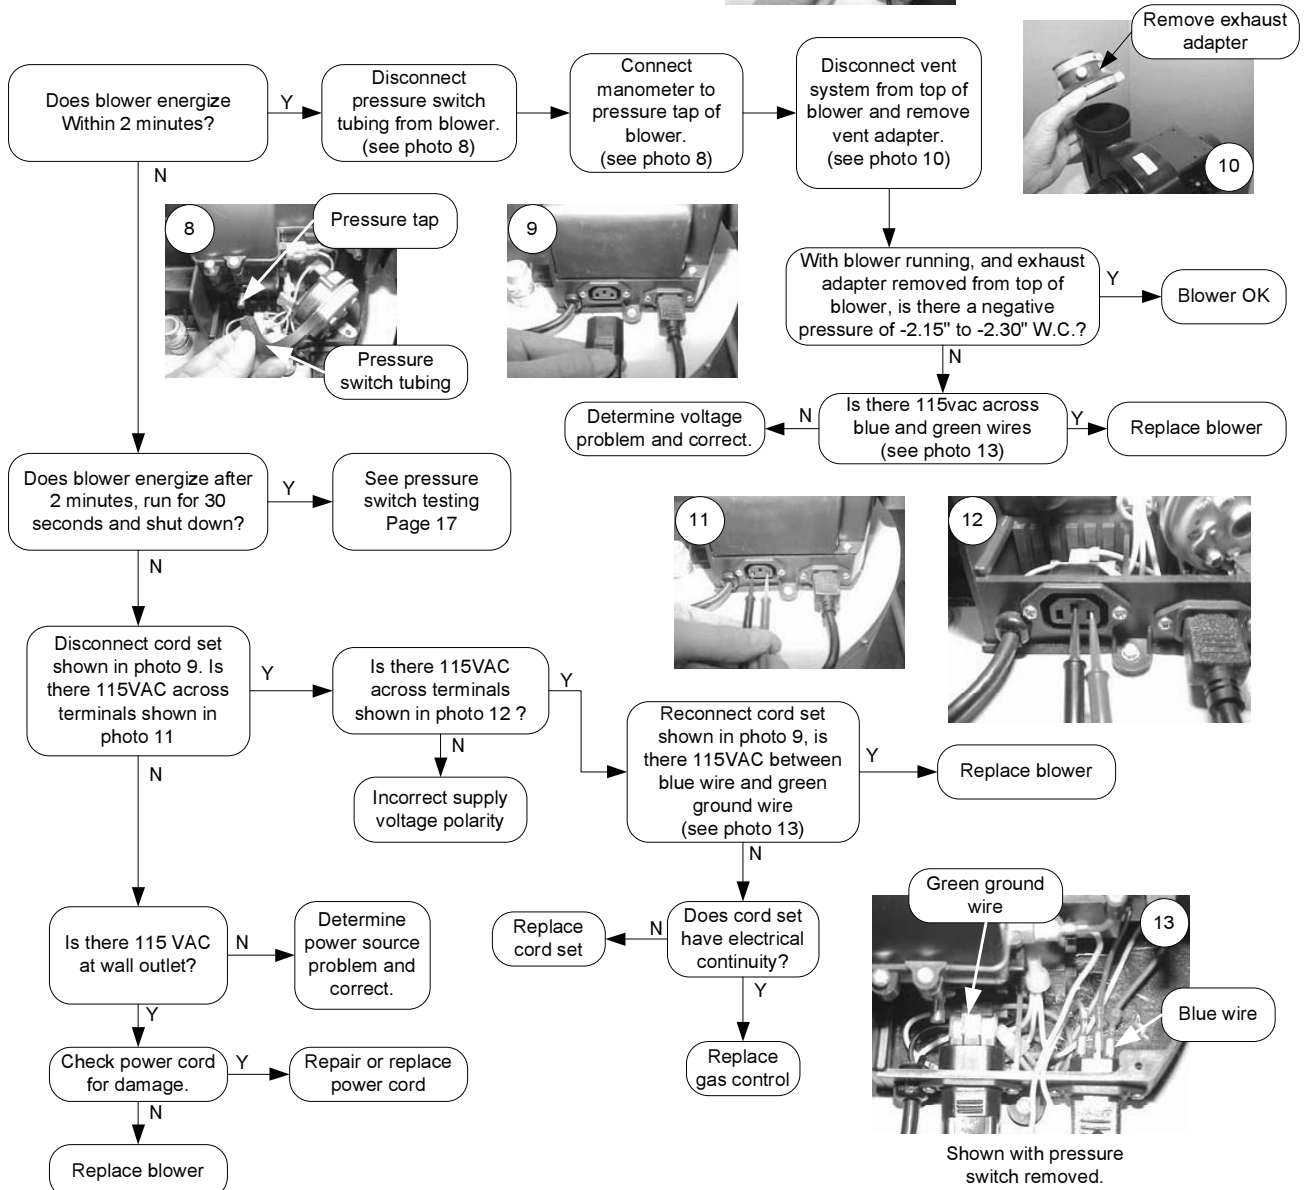 Remove exhaust
adapter
Does blower energize
Within 2 minutes?
Y
Disconnect
pressure switch
tubing from blower.
(see photo 8)
Connect
manometer to
pressure tap of
blower.
(see photo 8)
Disconnect vent
system from top of
blower and remove
vent adapter.
(see photo 10)
10
N
8
Pressure tap
Pressure
switch tubing
9
With blower running, and exhaust
adapter removed from top of
blower, is there a negative
pressure of -2.15" to -2.30" W.C.?
Y
Blower OK
N
Determine voltage
problem and correct.
N
Is there 115vac across
blue and green wires
(see photo 13)
Y
Replace blower
Does blower energize after
2 minutes, run for 30
seconds and shut down?
Y
See pressure
switch testing
Page 17
11
12
N
Disconnect cord set
shown in photo 9. Is
there 115VAC across
terminals shown in
photo 11
Y
Is there 115VAC
across terminals
shown in photo 12 ?
Y
N
Incorrect supply
voltage polarity
Reconnect cord set
shown in photo 9, is
there 115VAC between
blue wire and green
ground wire
(see photo 13)
Y
Replace blower
N
N
Is there 115 VAC
at wall outlet?
N
Determine
power source
problem and
correct.
Replace
cord set
N
Does cord set
have electrical
continuity?
Y
Replace
gas control
Green ground
wire
13
Blue wire
Y
Check power cord
for damage.
Y
Repair or replace
power cord
N
Replace blower
Shown with pressure
switch removed.